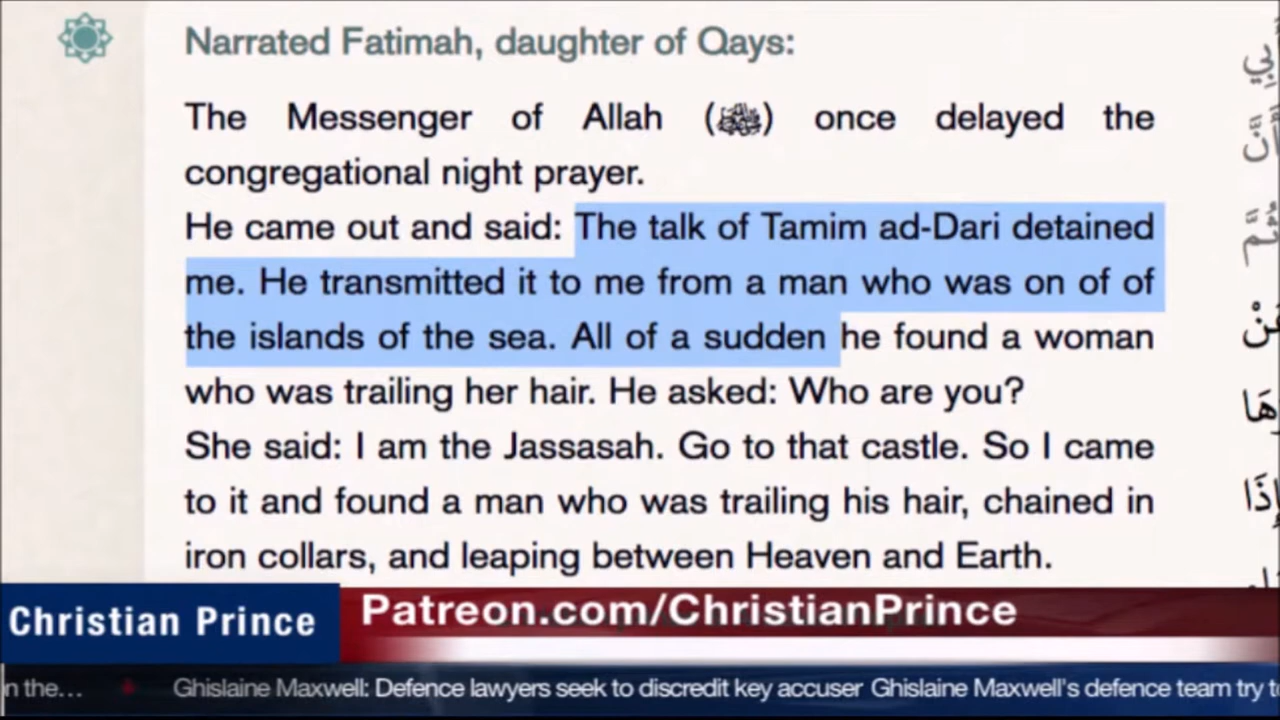 Narrated Fatimah, daughter of Qays:
The Messenger of Allah (ﷺ) once delayed the
congregational night prayer.
He came out and said: The talk of Tamim ad-Dari detained
me. He transmitted it to me from a man who was on of of
the islands of the sea. All of a sudden he found a woman
who was trailing her hair. He asked: Who are you?
She said: I am the Jassasah. Go to that castle. So I came
to it and found a man who was trailing his hair, chained in
iron collars, and leaping between Heaven and Earth.
Christian Prince
Patreon.com/ChristianPrince
n the... Ghislaine Maxwell: Defence lawyers seek to discredit key accuser Ghislaine Maxwell's defence team try t